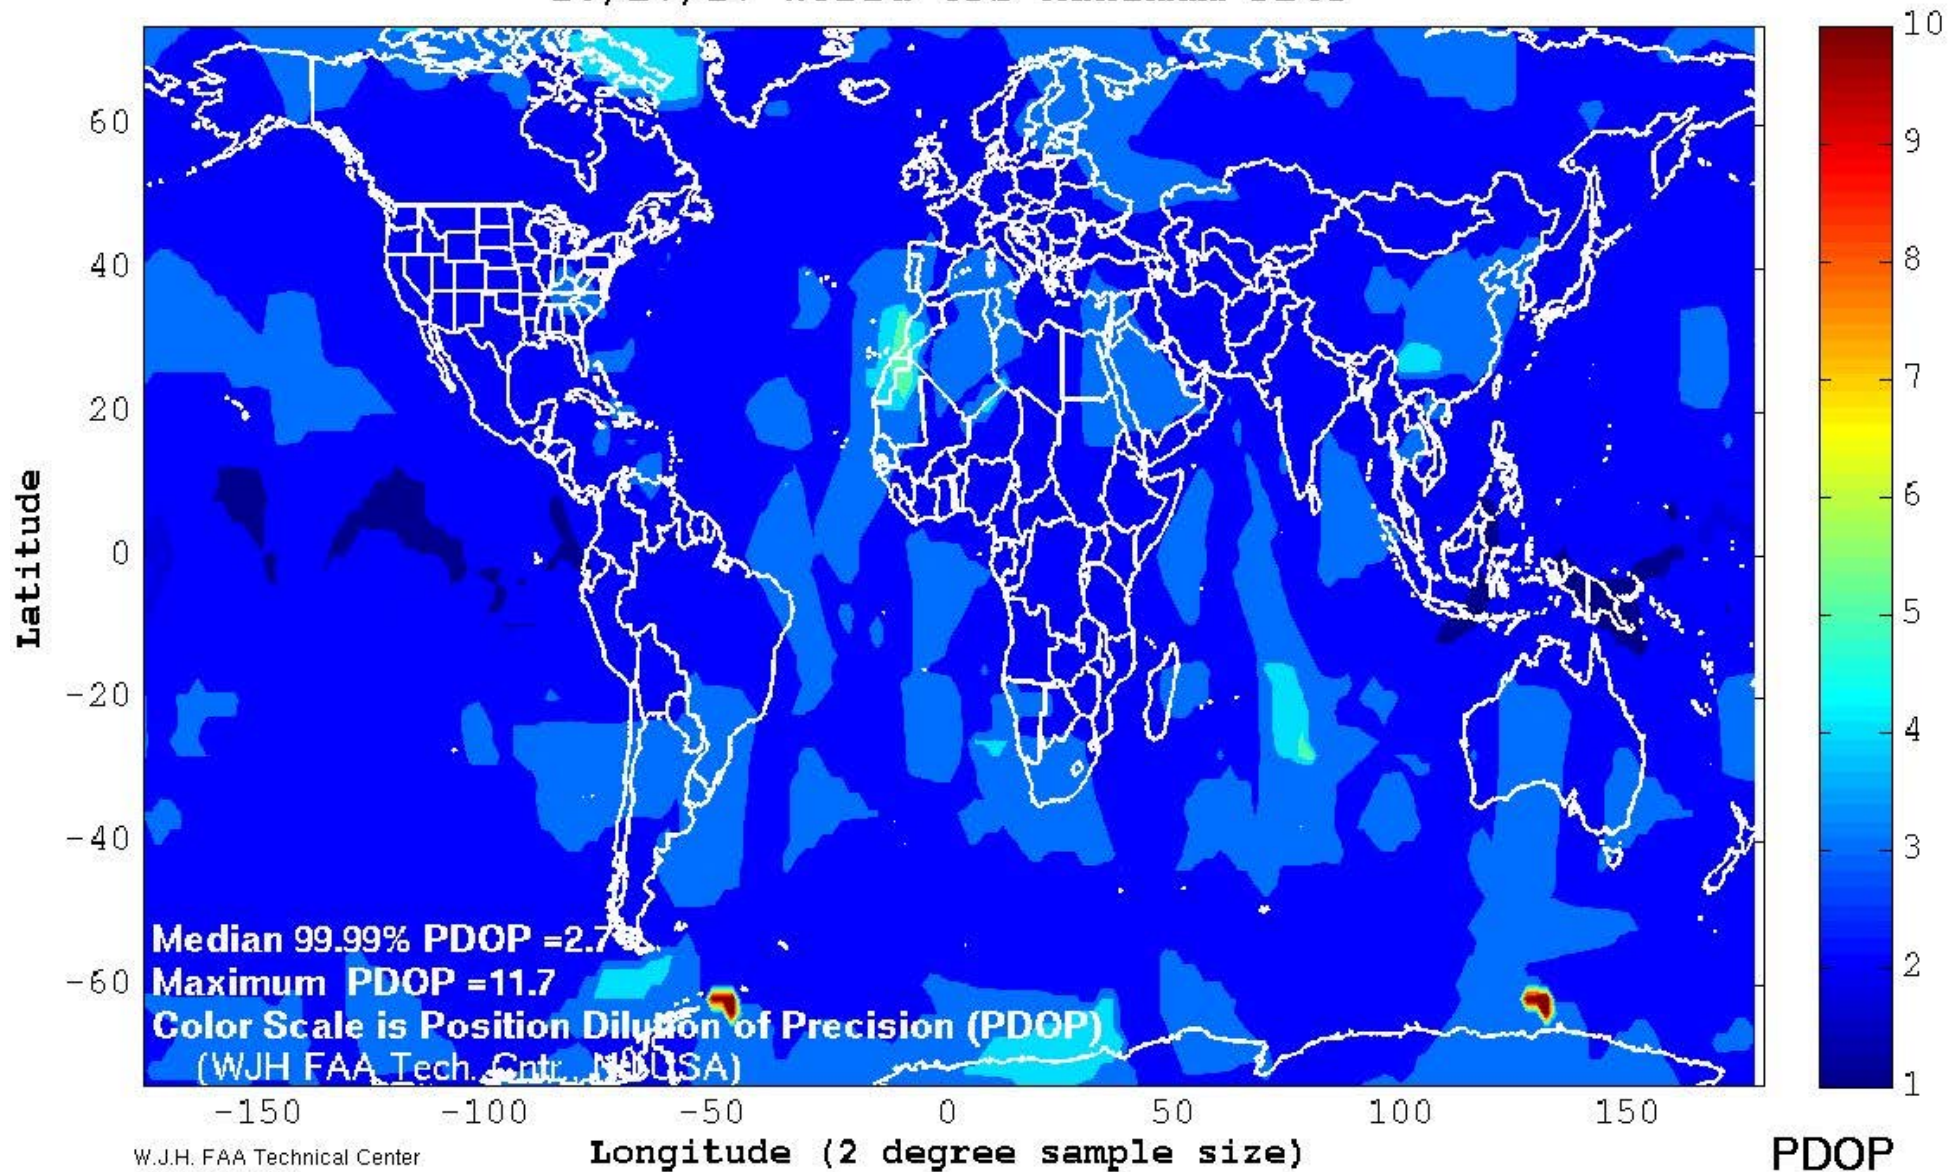 10
9
8
7
6
5
4
3
2
1
60
40
20
0
-20
-40
-60
Latitude
Median 99.99% PDOP =2.7
Maximum PDOP =11.7
Color Scale is Position Dilution of Precision (PDOP)
(WJH FAA Tech. Cntr., NJ USA)
-150 -100 -50 0 50 100 150
W.J.H. FAA Technical Center
Longitude (2 degree sample size)
PDOP